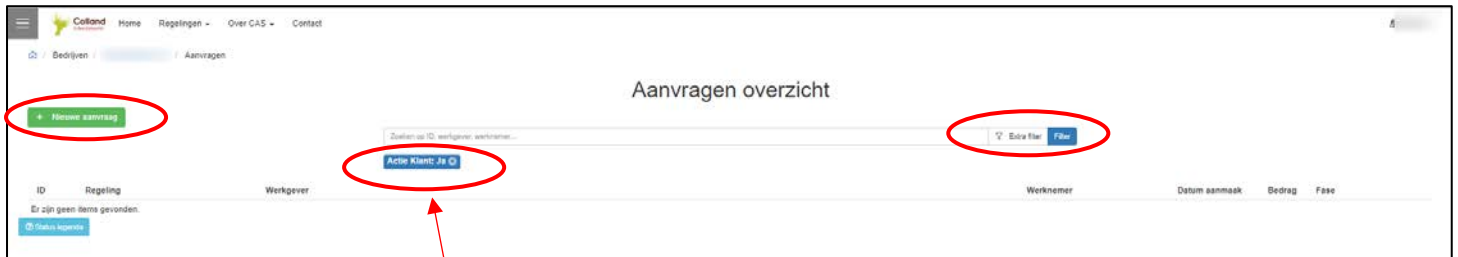 Colland Home Regelingen Over CAS Contact
/ Bedrijven / / Aanvragen
Aanvragen overzicht
+ Nieuwe aanvraag
Zoeken op ID, werkgever, werknemer...
Extra filter Filter
Actie Klant: Ja
ID Regeling Werkgever Werknemer Datum aanmaak Bedrag Fase
Er zijn geen items gevonden.
Status legenda